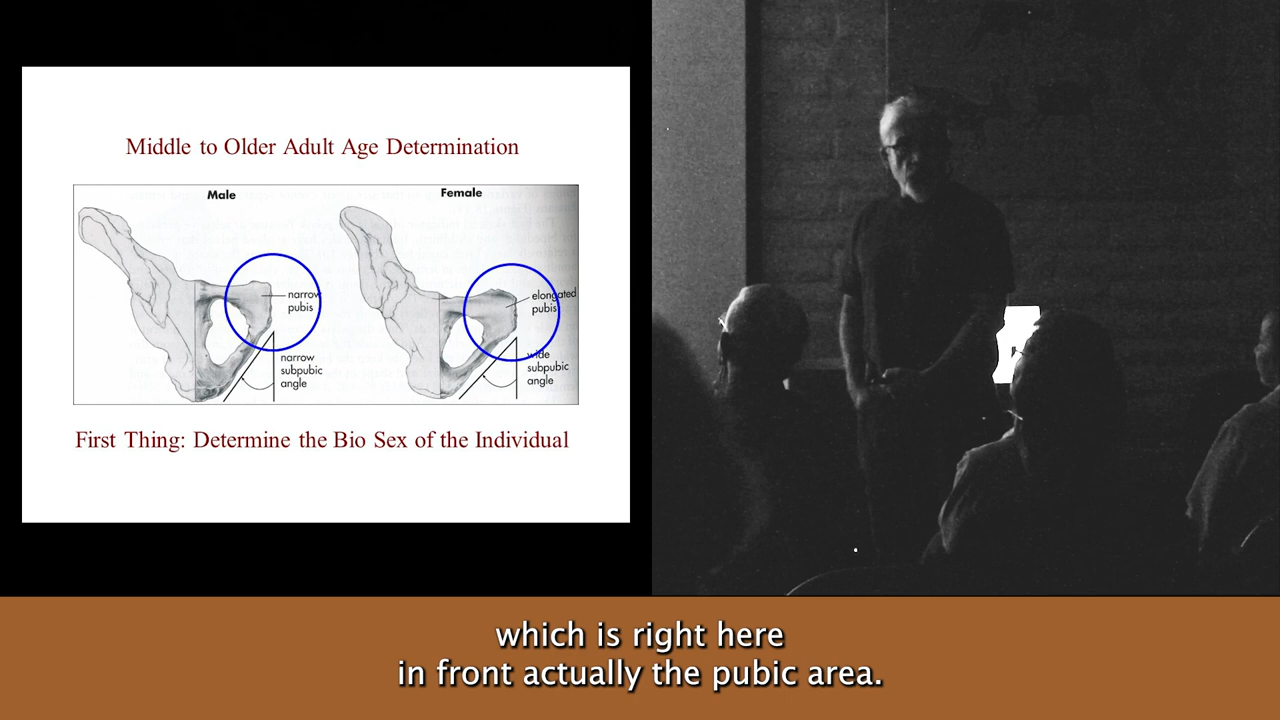 Middle to Older Adult Age Determination
Male
Female
narrow
pubis
elongated
pubis
narrow
subpubic
angle
wide
subpubic
angle
First Thing: Determine the Bio Sex of the Individual
which is right here
in front actually the pubic area.